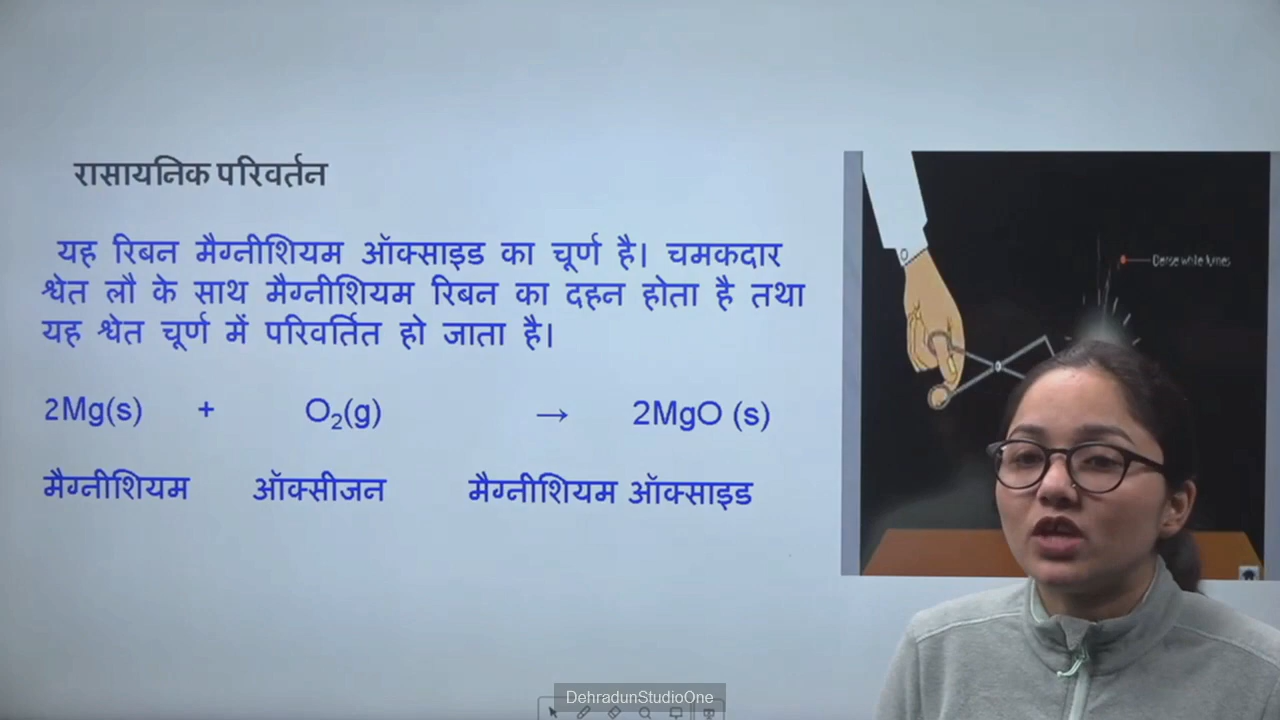 रासायनिक परिवर्तन
यह रिबन मैग्नीशियम ऑक्साइड का चूर्ण है। चमकदार
श्वेत लौ के साथ मैग्नीशियम रिबन का दहन होता है तथा
यह श्वेत चूर्ण में परिवर्तित हो जाता है।
2Mg(s) + O₂(g) → 2MgO (s)
मैग्नीशियम ऑक्सीजन मैग्नीशियम ऑक्साइड
Dense white fumes
DehradunStudioOne